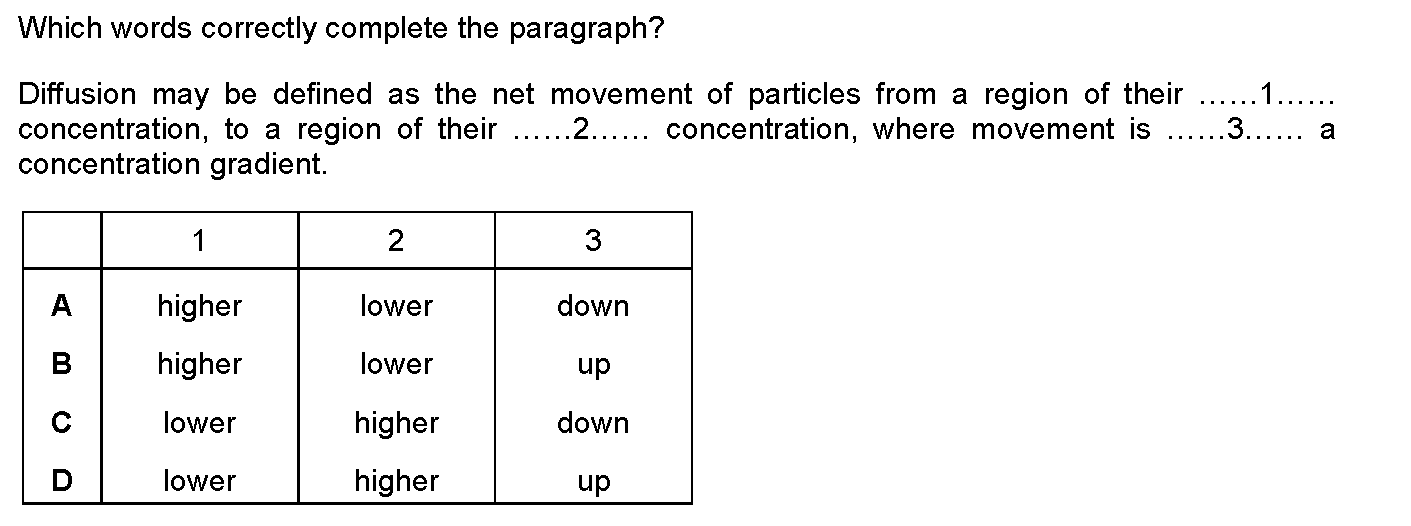 Which words correctly complete the paragraph?
Diffusion may be defined as the net movement of particles from a region of their ……1……
concentration, to a region of their ……2…… concentration, where movement is ……3…… a
concentration gradient.
1 2 3
A higher lower down
B higher lower up
C lower higher down
D lower higher up